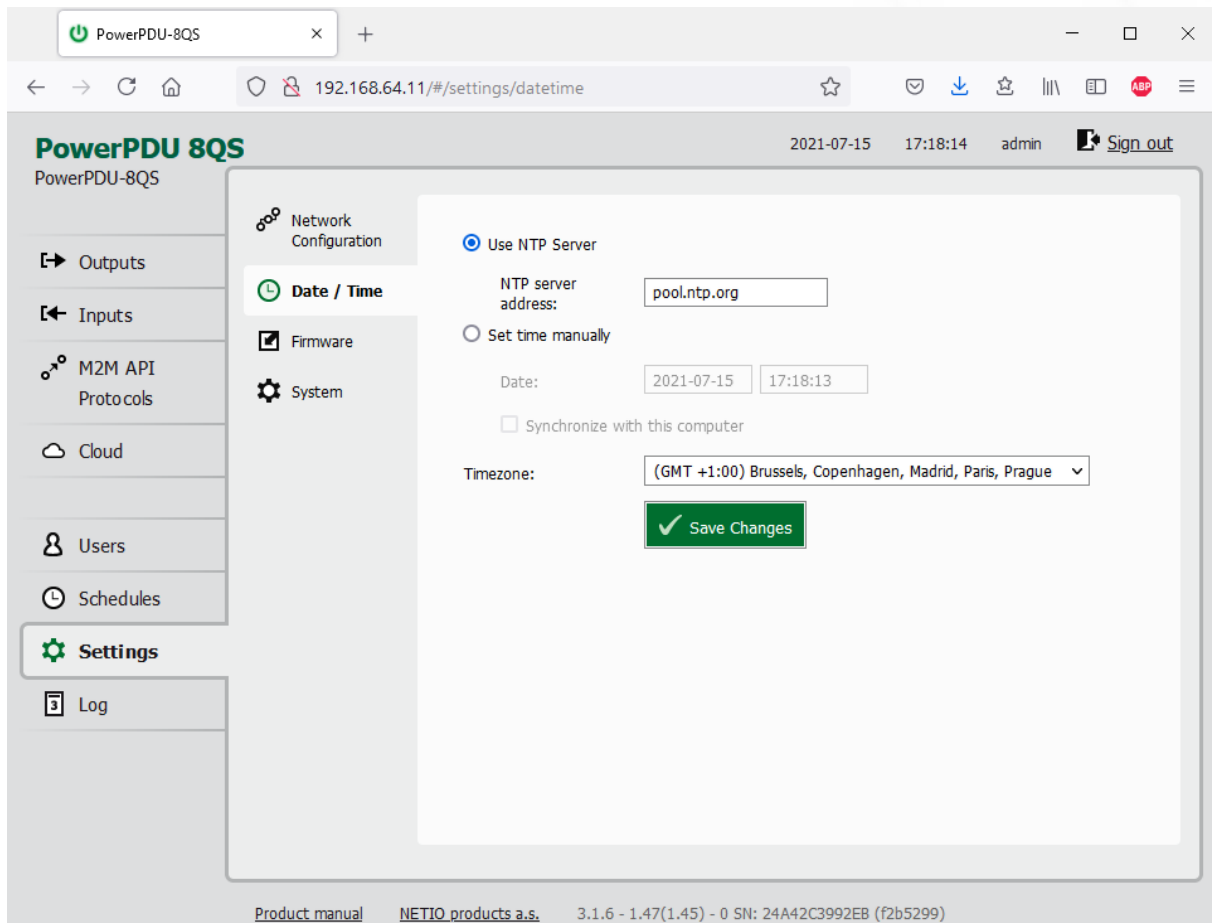 PowerPDU-8QS
192.168.64.11/#/settings/datetime
ABP
PowerPDU 8QS
PowerPDU-8QS
2021-07-15 17:18:14 admin Sign out
Outputs
Inputs
M2M API
Protocols
Cloud
Users
Schedules
Settings
3
Log
Network
Configuration
Date / Time
Firmware
System
Use NTP Server
NTP server
address:
pool.ntp.org
Set time manually
Date:
2021-07-15 17:18:13
Synchronize with this computer
Timezone:
(GMT +1:00) Brussels, Copenhagen, Madrid, Paris, Prague
Save Changes
Product manual NETIO products a.s. 3.1.6 - 1.47(1.45) - 0 SN: 24A42C3992EB (f2b5299)